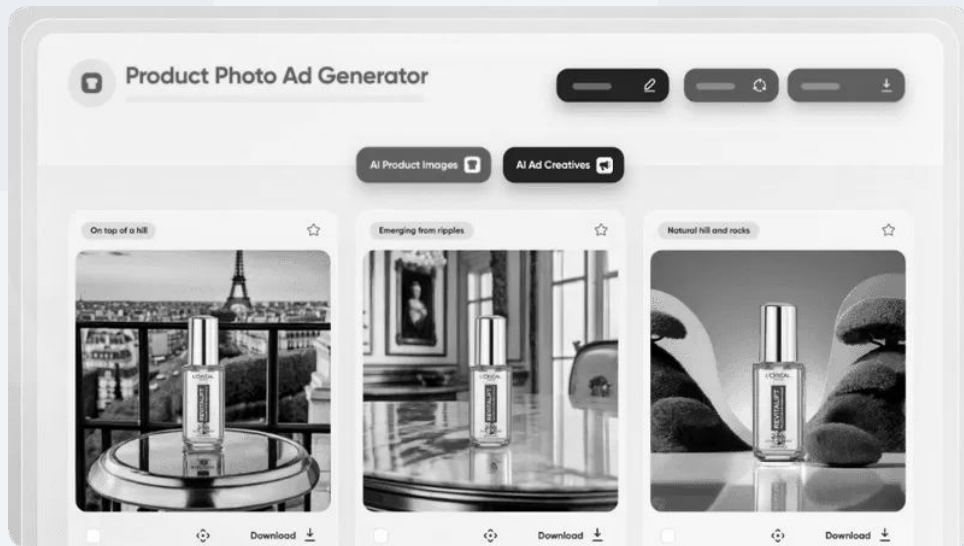 Product Photo Ad Generator
AI Product Images
AI Ad Creatives
On top of a hill
Emerging from ripples
Natural hill and rocks
L'ORÉAL
REVITALIFT
L'ORÉAL
REVITALIFT
L'ORÉAL
REVITALIFT
Download
Download
Download